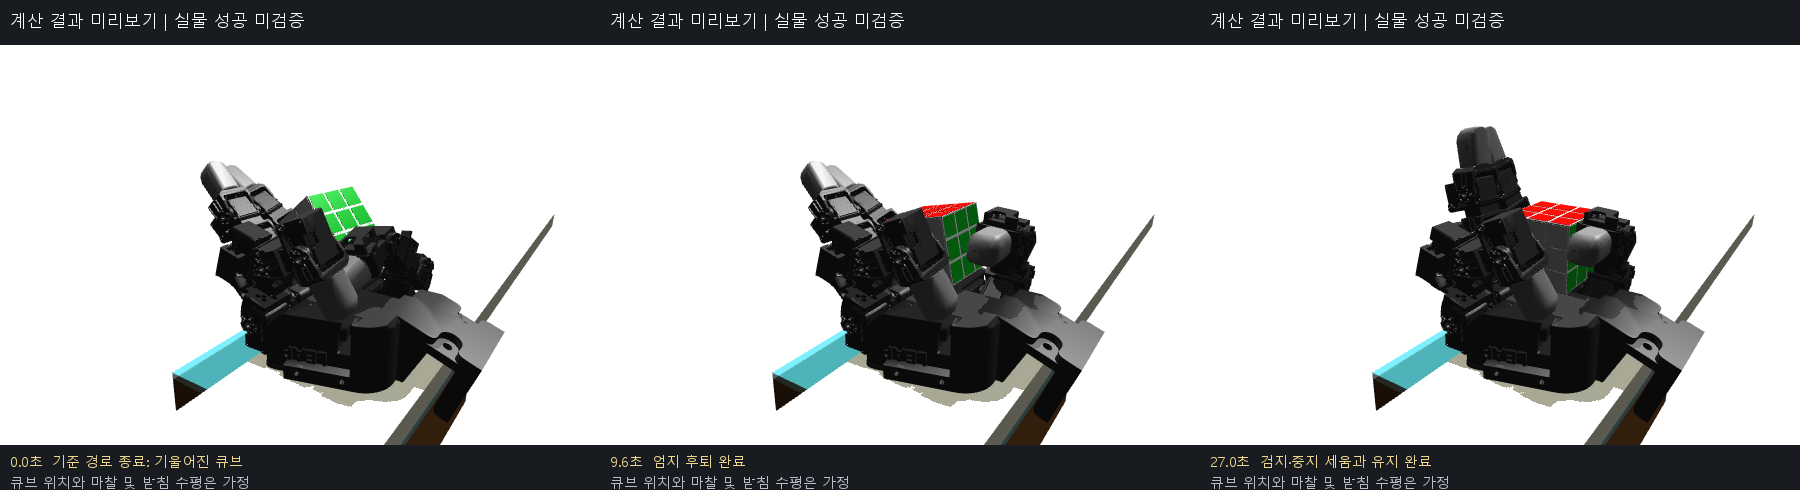 계산 결과 미리보기 | 실물 성공 미검증
계산 결과 미리보기 | 실물 성공 미검증
계산 결과 미리보기 | 실물 성공 미검증
0.0초 기준 경로 종료: 기울어진 큐브
큐브 위치와 마찰 및 받침 수평은 가정
9.6초 엄지 후퇴 완료
큐브 위치와 마찰 및 받침 수평은 가정
27.0초 검지·중지 세움과 유지 완료
큐브 위치와 마찰 및 받침 수평은 가정